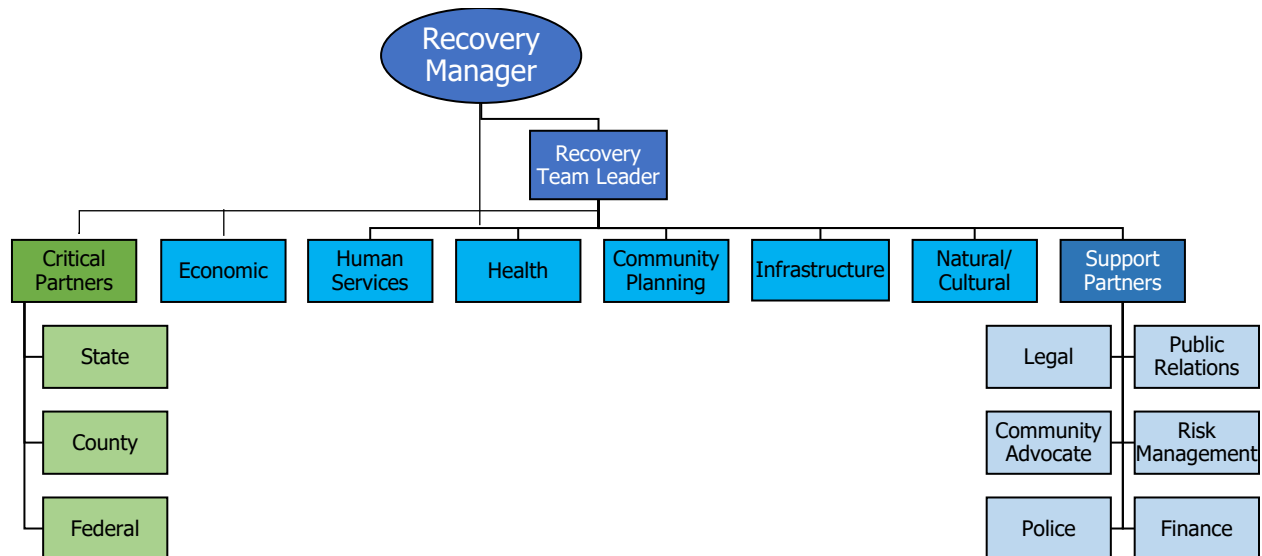 Recovery
Manager
Recovery
Team Leader
Critical
Partners
Economic
Human
Services
Health
Community
Planning
Infrastructure
Natural/
Cultural
Support
Partners
State
County
Federal
Legal
Public
Relations
Community
Advocate
Risk
Management
Police
Finance